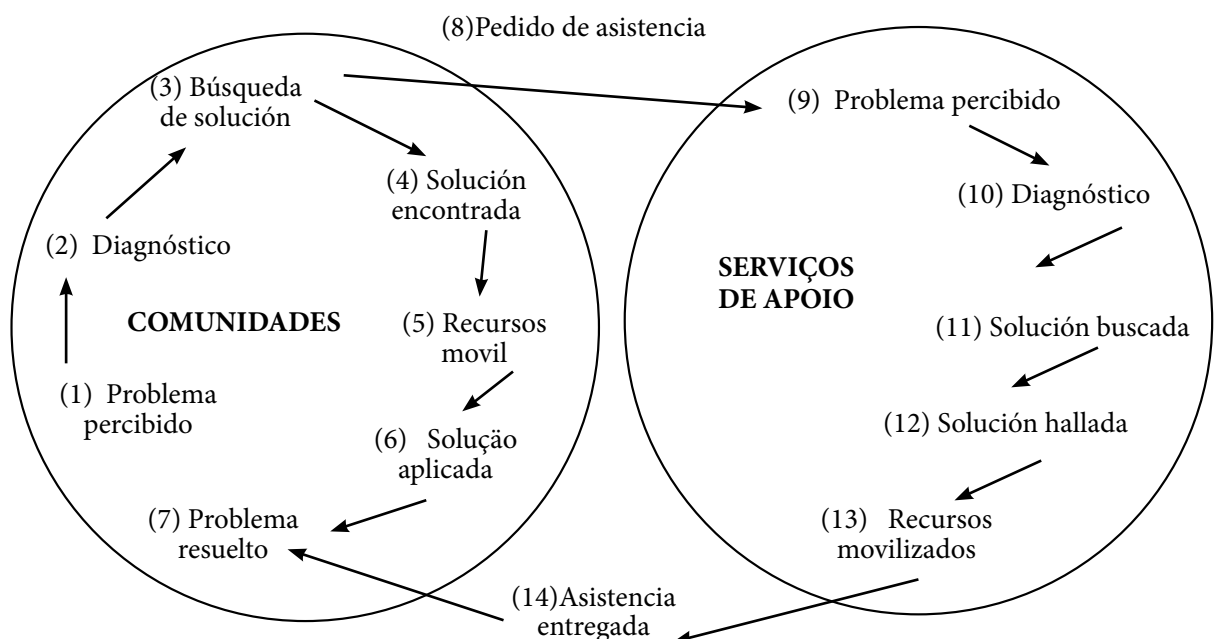 (8)Pedido de asistencia
(3) Búsqueda
de solución
(9) Problema percibido
(4) Solución
encontrada
(10) Diagnóstico
(2) Diagnóstico
SERVIÇOS
DE APOIO
COMUNIDADES
(5) Recursos
movil
(11) Solución buscada
(1) Problema
percibido
(12) Solución hallada
(6) Soluçäo
aplicada
(7) Problema
resuelto
(13) Recursos
movilizados
(14)Asistencia
entregada